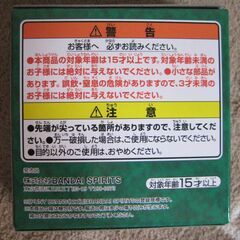 警告
お客様へ 必ずお読みください。
●本商品の対象年齢は15才以上です。対象年齢未満の
お子様には絶対に与えないでください。●小さな部品が
あります。誤飲・窒息の危険がありますので、3才未満の
お子様には絶対に与えないでください。
注意
●先端が尖っている箇所がありますので、注意してくださ
い。●万一破損した場合は、ご使用にならないでください。
●目的以外のご使用は、おやめください。
発売元
株式会社BANDAI SPIRITS
対象年齢15才以上